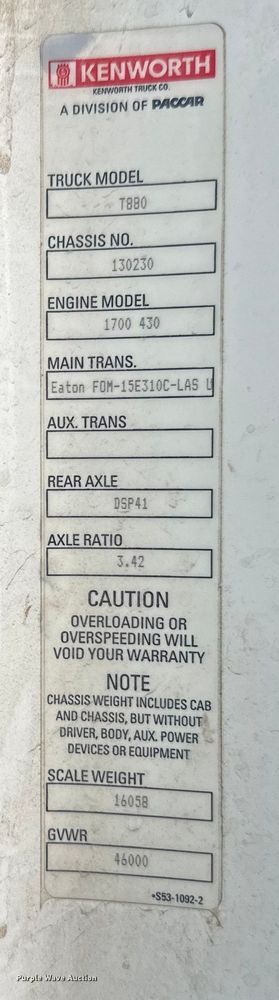 KENWORTH
KENWORTH TRUCK CO.
A DIVISION OF PACCAR
TRUCK MODEL
T880
CHASSIS NO.
130230
ENGINE MODEL
1700 430
MAIN TRANS.
Eaton FOM-15E310C-LAS U
AUX. TRANS
REAR AXLE
DSP41
AXLE RATIO
3.42
CAUTION
OVERLOADING OR
OVERSPEEDING WILL
VOID YOUR WARRANTY
NOTE
CHASSIS WEIGHT INCLUDES CAB
AND CHASSIS, BUT WITHOUT
DRIVER, BODY, AUX. POWER
DEVICES OR EQUIPMENT
SCALE WEIGHT
16058
GVWR
46000
*S53-1092-2
Purple Wave Auction